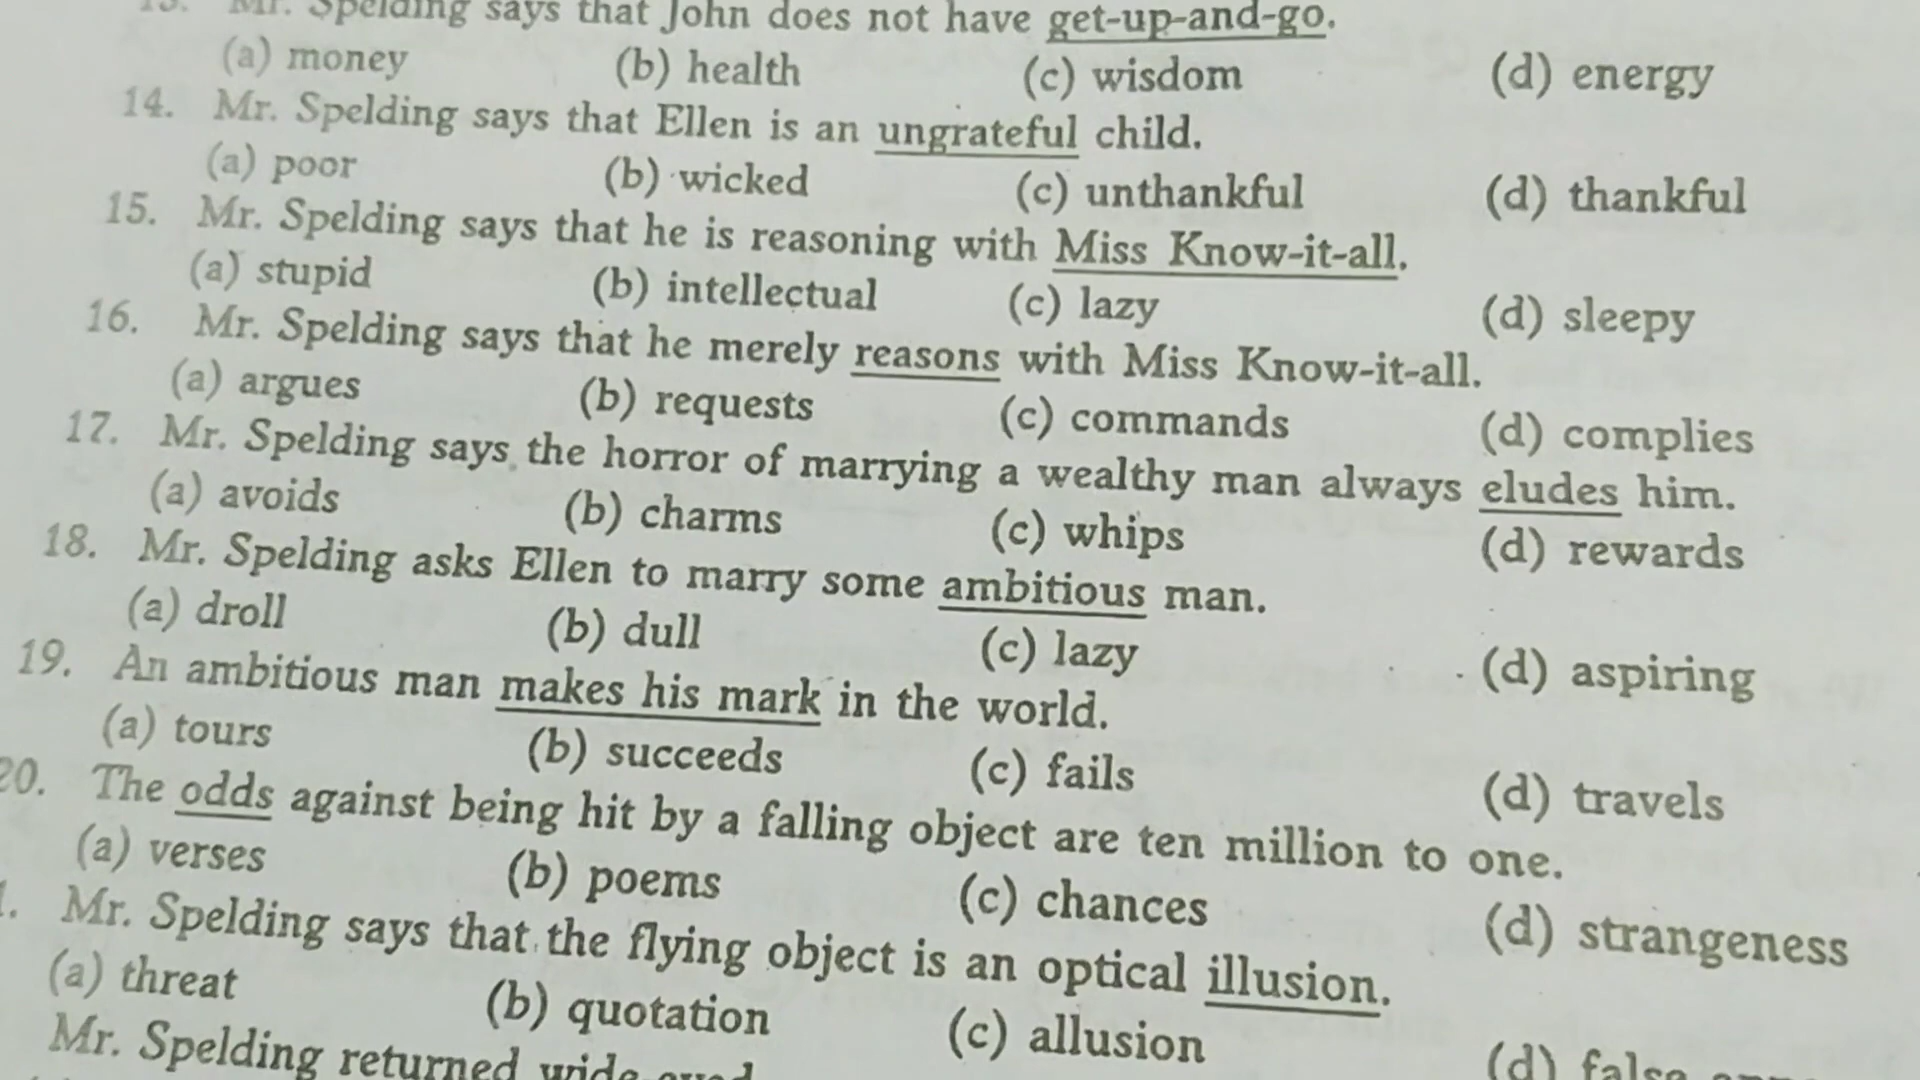 13. Mr. Spelding says that John does not have get-up-and-go.
(a) money (b) health (c) wisdom (d) energy
14. Mr. Spelding says that Ellen is an ungrateful child.
(a) poor (b) wicked (c) unthankful (d) thankful
15. Mr. Spelding says that he is reasoning with Miss Know-it-all.
(a) stupid (b) intellectual (c) lazy (d) sleepy
16. Mr. Spelding says that he merely reasons with Miss Know-it-all.
(a) argues (b) requests (c) commands (d) complies
17. Mr. Spelding says the horror of marrying a wealthy man always eludes him.
(a) avoids (b) charms (c) whips (d) rewards
18. Mr. Spelding asks Ellen to marry some ambitious man.
(a) droll (b) dull (c) lazy (d) aspiring
19. An ambitious man makes his mark in the world.
(a) tours (b) succeeds (c) fails (d) travels
20. The odds against being hit by a falling object are ten million to one.
(a) verses (b) poems (c) chances (d) strangeness
Mr. Spelding says that the flying object is an optical illusion.
(a) threat (b) quotation (c) allusion (d) false
Mr. Spelding returned